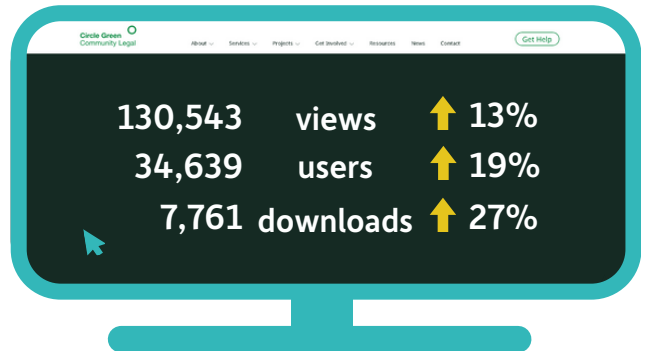 Circle Green
Community Legal
About Services Projects Get Involved Resources News Contact
Get Help
130,543 views 13%
34,639 users 19%
7,761 downloads 27%